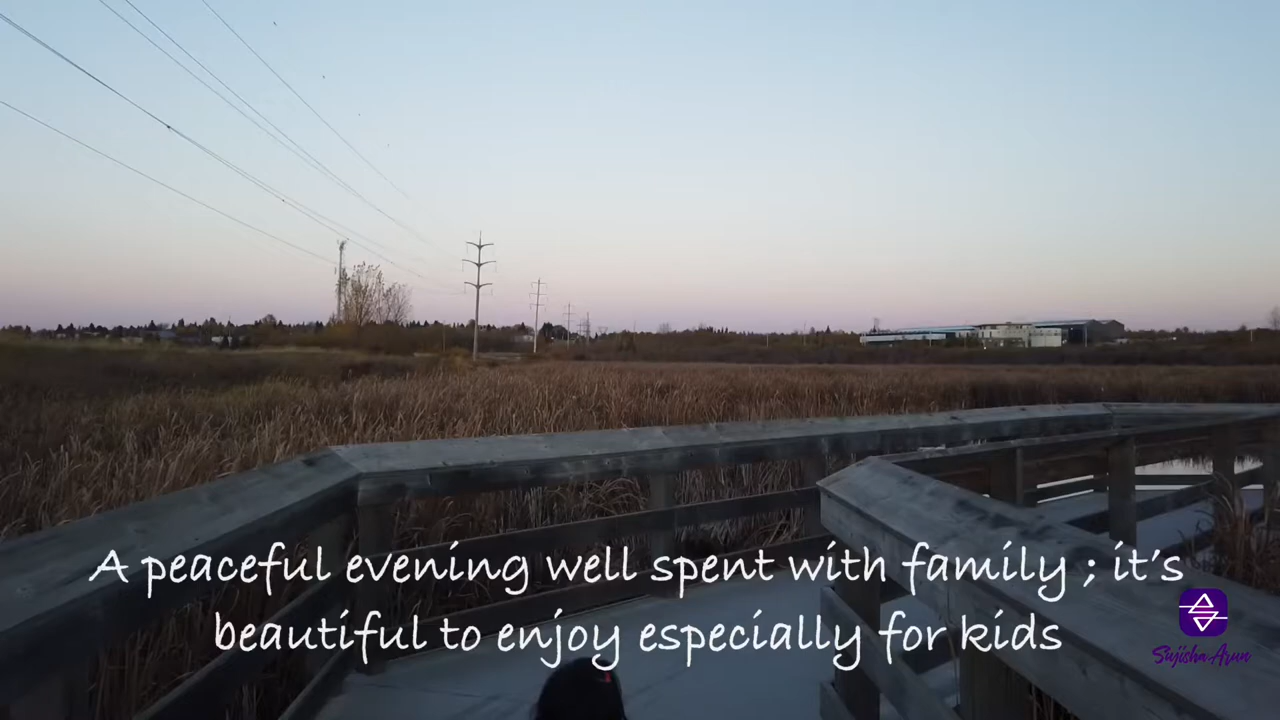 A peaceful evening well spent with family ; it's
beautiful to enjoy especially for kids
Sujisha Arun